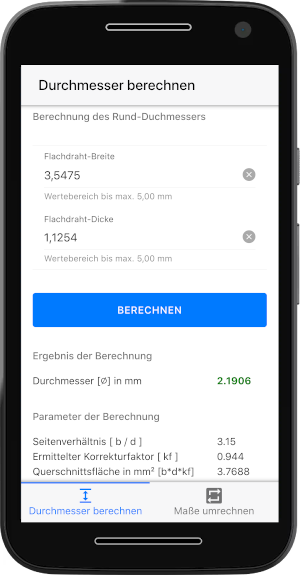 Durchmesser berechnen
Berechnung des Rund-Duchmessers
Flachdraht-Breite
3,5475
Wertebereich bis max. 5,00 mm
Flachdraht-Dicke
1,1254
Wertebereich bis max. 5,00 mm
BERECHNEN
Ergebnis der Berechnung
Durchmesser [∅] in mm 2.1906
Parameter der Berechnung
Seitenverhältnis [ b / d ] 3.15
Ermittelter Korrekturfaktor [ kf ] 0.944
Querschnittsfläche in mm² [b*d*kf] 3.7688
Durchmesser berechnen Maße umrechnen